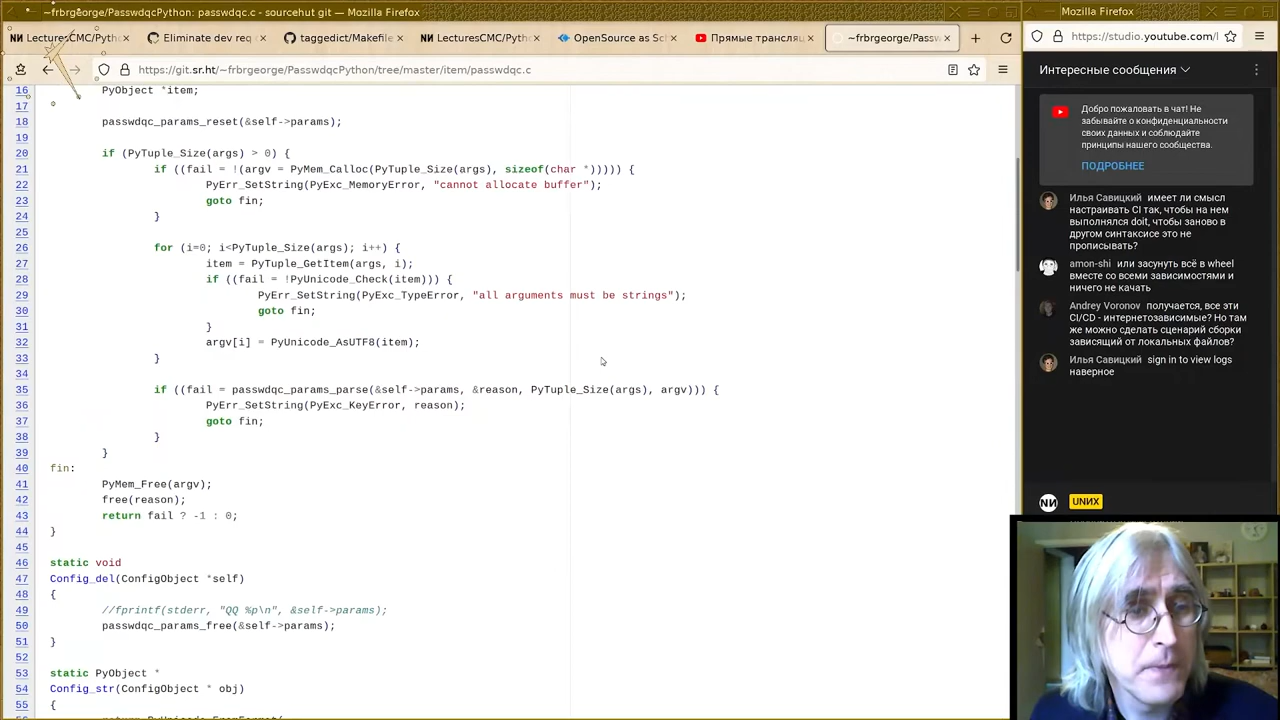 ~frbrgeorge/PasswdqcPython: passwdqc.c - sourcehut git — Mozilla Firefox
Mozilla Firefox
LecturesCMC/Pyth
Eliminate dev req
taggedict/Makefile
LecturesCMC/Pyth
OpenSource as Sch
Прямые трансляц
~frbrgeorge/Passw
https://git.sr.ht/~frbrgeorge/PasswdqcPython/tree/master/item/passwdqc.c
https://studio.youtube.com/l
16 PyObject *item;
17
18 passwdqc_params_reset(&self->params);
19
20 if (PyTuple_Size(args) > 0) {
21 if ((fail = !(argv = PyMem_Calloc(PyTuple_Size(args), sizeof(char *))))) {
22 PyErr_SetString(PyExc_MemoryError, "cannot allocate buffer");
23 goto fin;
24 }
25
26 for (i=0; i<PyTuple_Size(args); i++) {
27 item = PyTuple_GetItem(args, i);
28 if ((fail = !PyUnicode_Check(item))) {
29 PyErr_SetString(PyExc_TypeError, "all arguments must be strings");
30 goto fin;
31 }
32 argv[i] = PyUnicode_AsUTF8(item);
33 }
34
35 if ((fail = passwdqc_params_parse(&self->params, &reason, PyTuple_Size(args), argv))) {
36 PyErr_SetString(PyExc_KeyError, reason);
37 goto fin;
38 }
39 }
40 fin:
41 PyMem_Free(argv);
42 free(reason);
43 return fail ? -1 : 0;
44 }
45
46 static void
47 Config_del(ConfigObject *self)
48 {
49 //fprintf(stderr, "QQ %p\n", &self->params);
50 passwdqc_params_free(&self->params);
51 }
52
53 static PyObject *
54 Config_str(ConfigObject * obj)
55 {
Интересные сообщения
Добро пожаловать в чат! Не
забывайте о конфиденциальности
своих данных и соблюдайте
принципы нашего сообщества.
ПОДРОБНЕЕ
Илья Савицкий имеет ли смысл
настраивать CI так, чтобы на нем
выполнялся doit, чтобы заново в
другом синтаксисе это не
прописывать?
amon-shi или засунуть всё в wheel
вместе со всеми зависимостями и
ничего не качать
Andrey Voronov получается, все эти
CI/CD - интернетозависимые? Но там
же можно сделать сценарий сборки
зависящий от локальных файлов?
Илья Савицкий sign in to view logs
наверное
UNИX